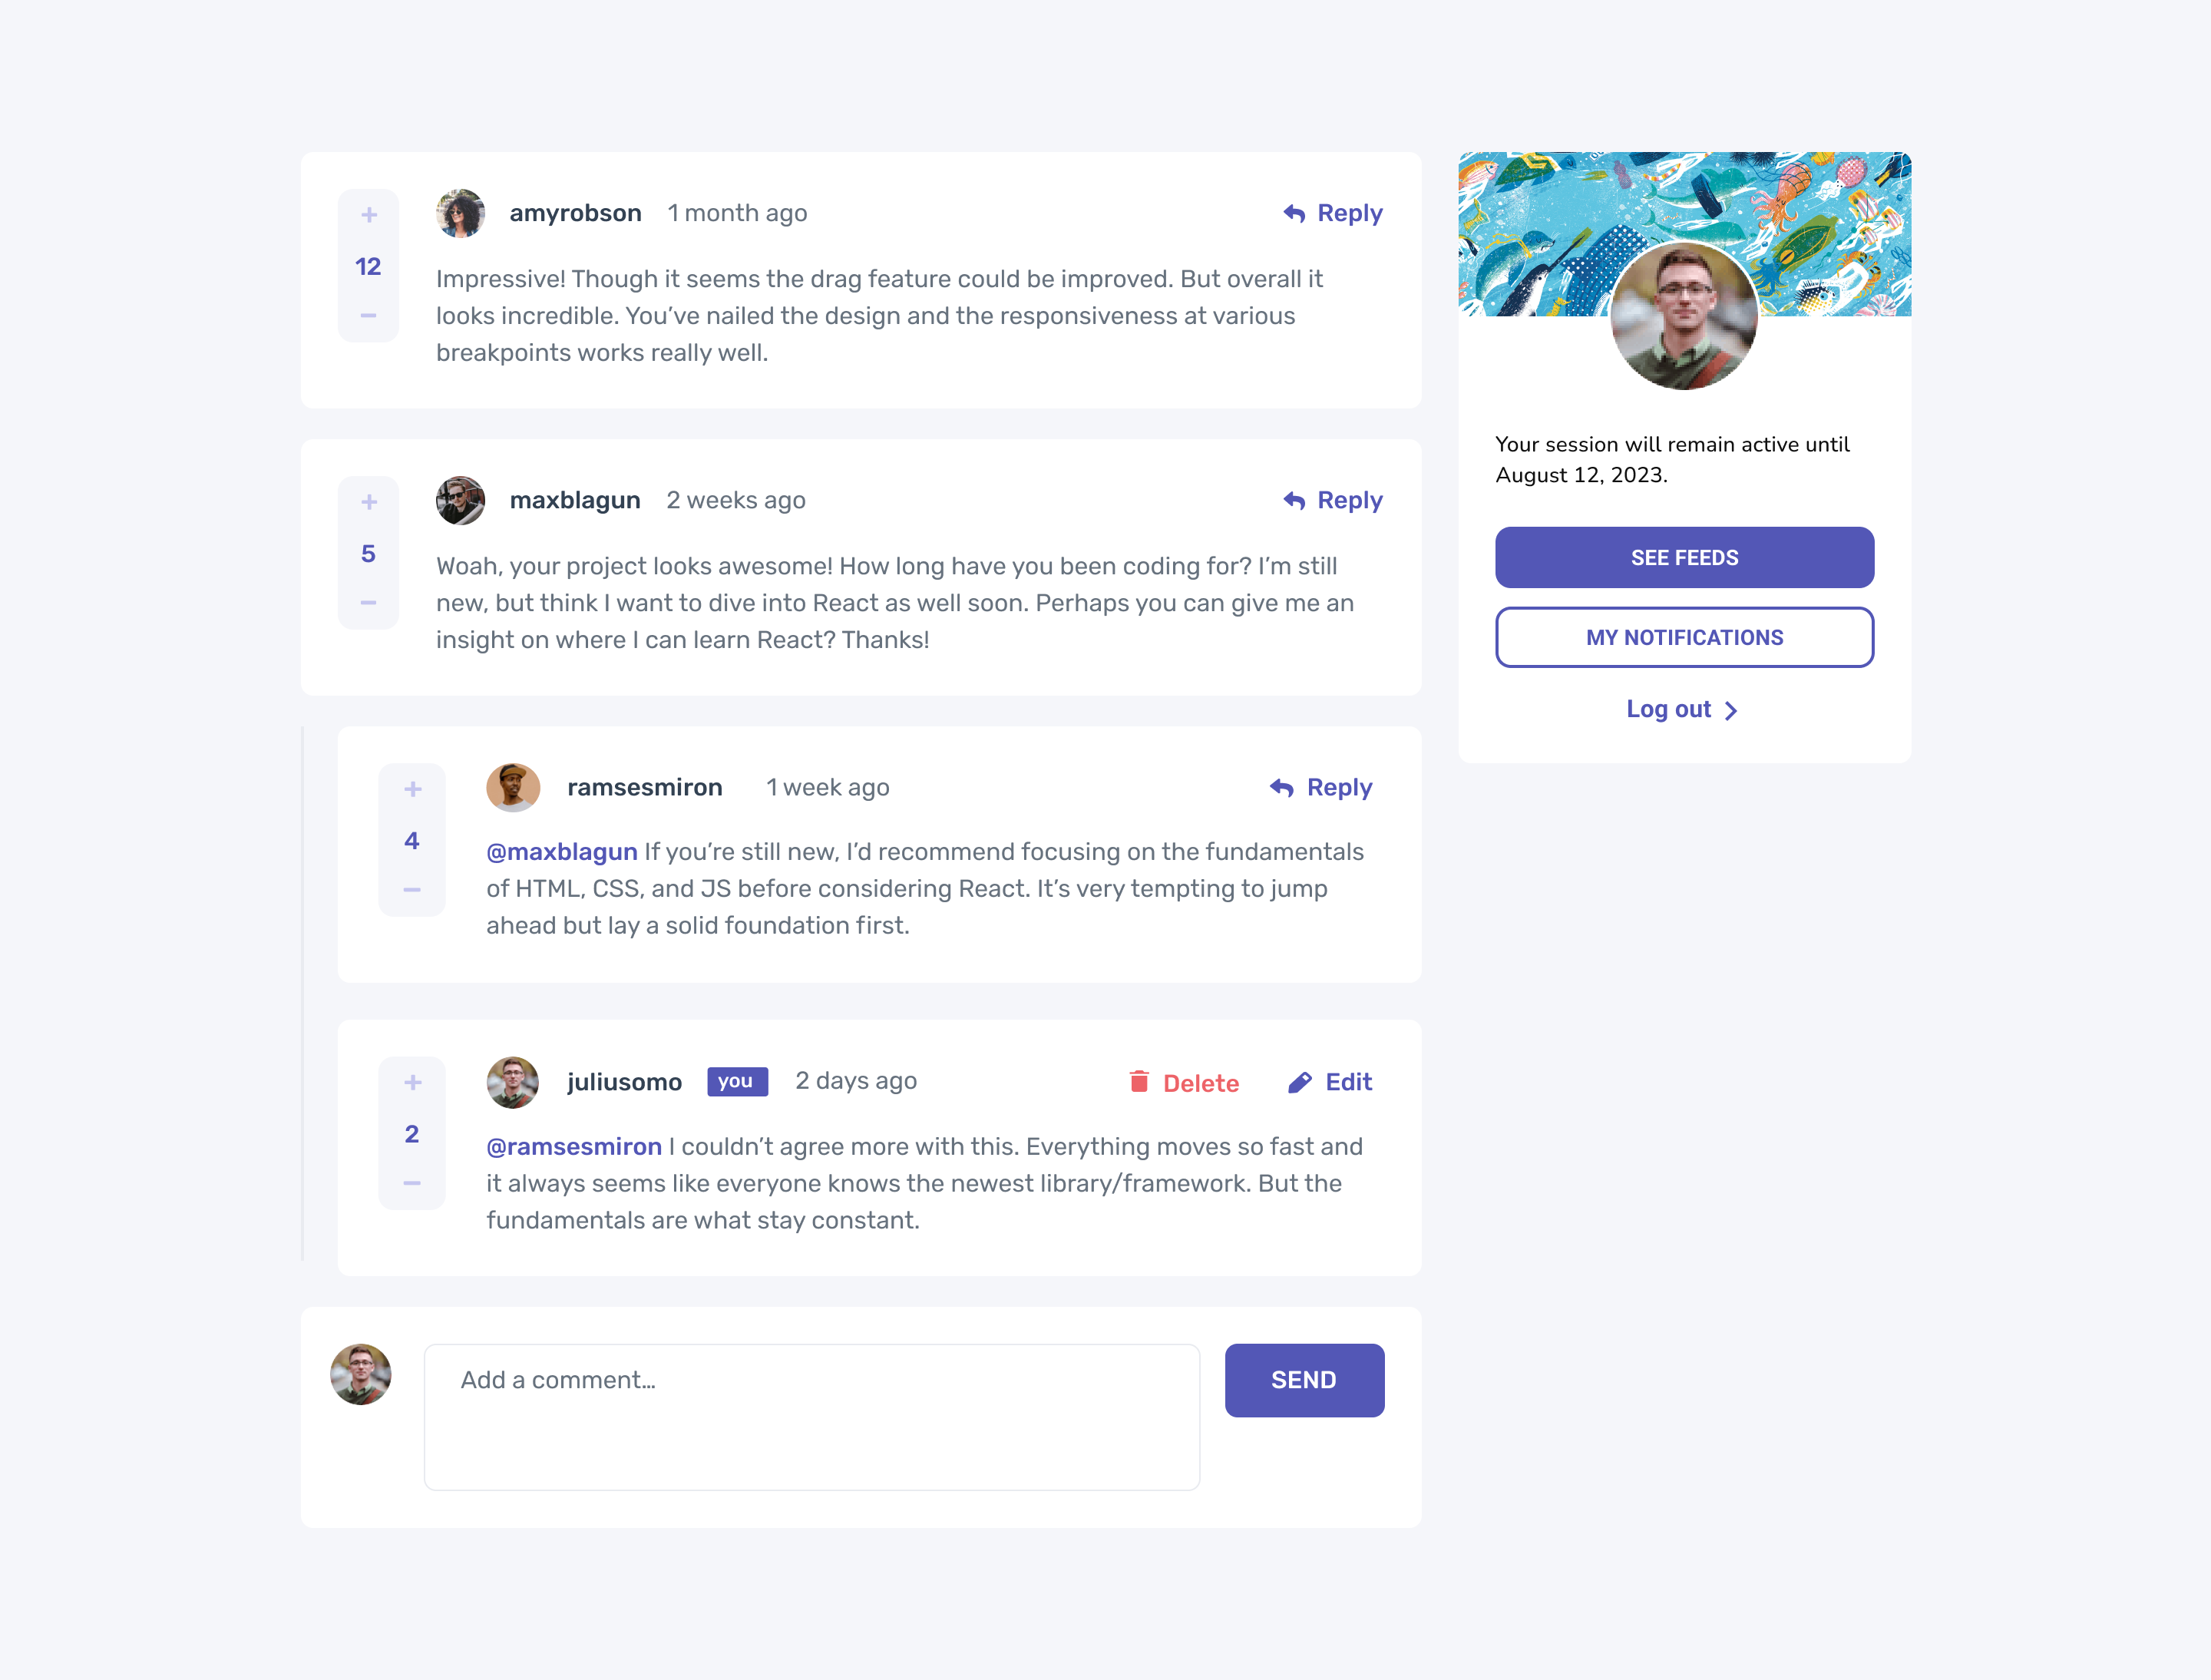 amyrobson 1 month ago Reply
+
12
−
Impressive! Though it seems the drag feature could be improved. But overall it
looks incredible. You’ve nailed the design and the responsiveness at various
breakpoints works really well.
maxblagun 2 weeks ago Reply
+
5
−
Woah, your project looks awesome! How long have you been coding for? I’m still
new, but think I want to dive into React as well soon. Perhaps you can give me an
insight on where I can learn React? Thanks!
ramsesmiron 1 week ago Reply
+
4
−
@maxblagun If you’re still new, I’d recommend focusing on the fundamentals
of HTML, CSS, and JS before considering React. It’s very tempting to jump
ahead but lay a solid foundation first.
juliusomo you 2 days ago Delete Edit
+
2
−
@ramsesmiron I couldn’t agree more with this. Everything moves so fast and
it always seems like everyone knows the newest library/framework. But the
fundamentals are what stay constant.
Add a comment…
SEND
Your session will remain active until
August 12, 2023.
SEE FEEDS
MY NOTIFICATIONS
Log out